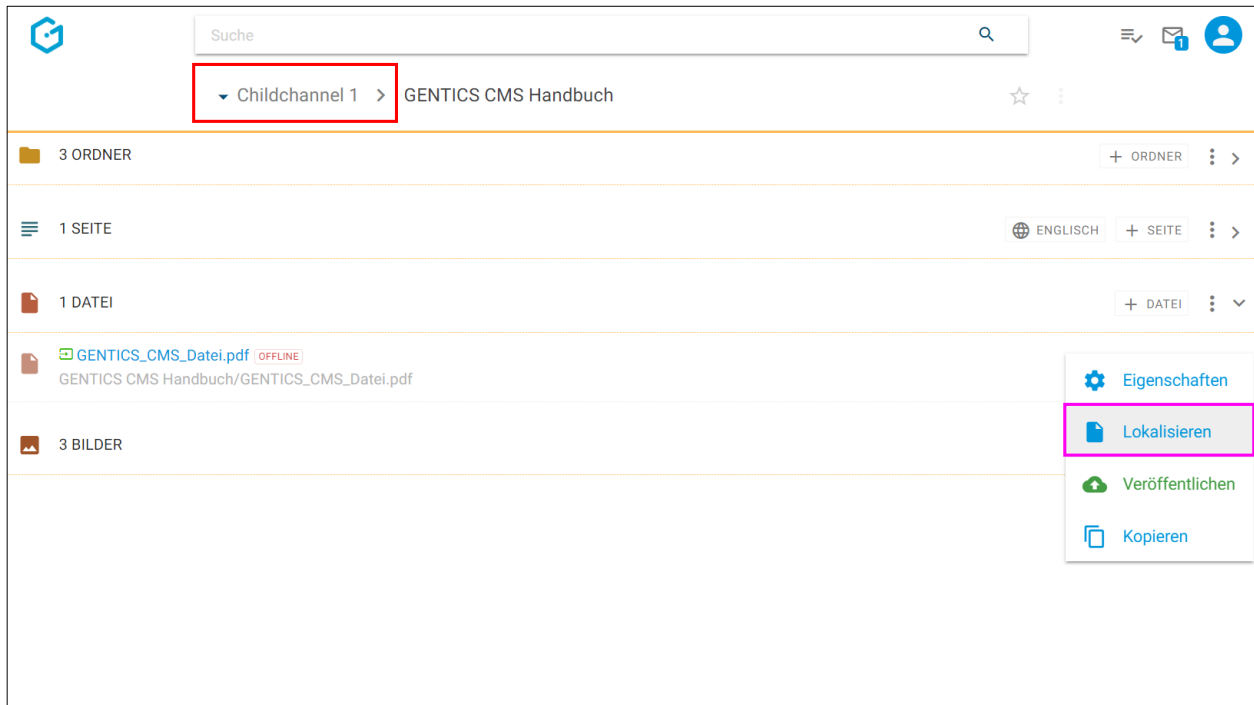 Suche
1
Childchannel 1 > GENTICS CMS Handbuch
3 ORDNER + ORDNER
1 SEITE ENGLISCH + SEITE
1 DATEI + DATEI
GENTICS_CMS_Datei.pdf OFFLINE
GENTICS CMS Handbuch/GENTICS_CMS_Datei.pdf
Eigenschaften
Lokalisieren
3 BILDER
Veröffentlichen
Kopieren